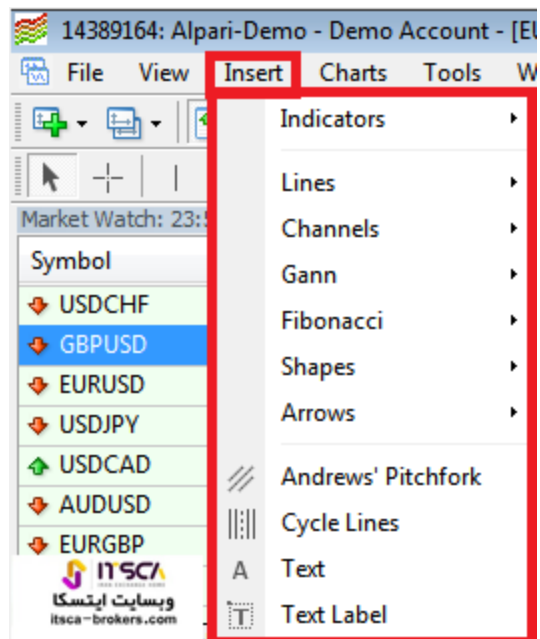 14389164: Alpari-Demo - Demo Account - [EU
File View Insert Charts Tools W
Indicators
Lines
Channels
Gann
Fibonacci
Shapes
Arrows
Andrews' Pitchfork
Cycle Lines
A Text
T Text Label
Market Watch: 23:5
Symbol
USDCHF
GBPUSD
EURUSD
USDJPY
USDCAD
AUDUSD
EURGBP
ITSCA
وبسایت ایتسکا
itsca-brokers.com